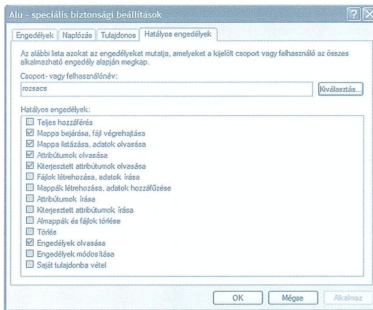 Alu - speciális biztonsági beállítások
Engedélyek Naplózás Tulajdonos Hatályos engedélyek
Az alábbi lista azokat az engedélyeket mutatja, amelyeket a kijelölt csoport vagy felhasználó az összes
alkalmazható engedély alapján megkap.
Csoport- vagy felhasználónév:
rozsacs Kiválasztás...
Hatályos engedélyek:
Teljes hozzáférés
Mappa bejárása, fájl végrehajtása
Mappa listázása, adatok olvasása
Attribútumok olvasása
Kiterjesztett attribútumok olvasása
Fájlok létrehozása, adatok írása
Mappák létrehozása, adatok hozzáfűzése
Attribútumok írása
Kiterjesztett attribútumok írása
Almappák és fájlok törlése
Törlés
Engedélyek olvasása
Engedélyek módosítása
Saját tulajdonba vétel
OK Mégse Alkalmaz